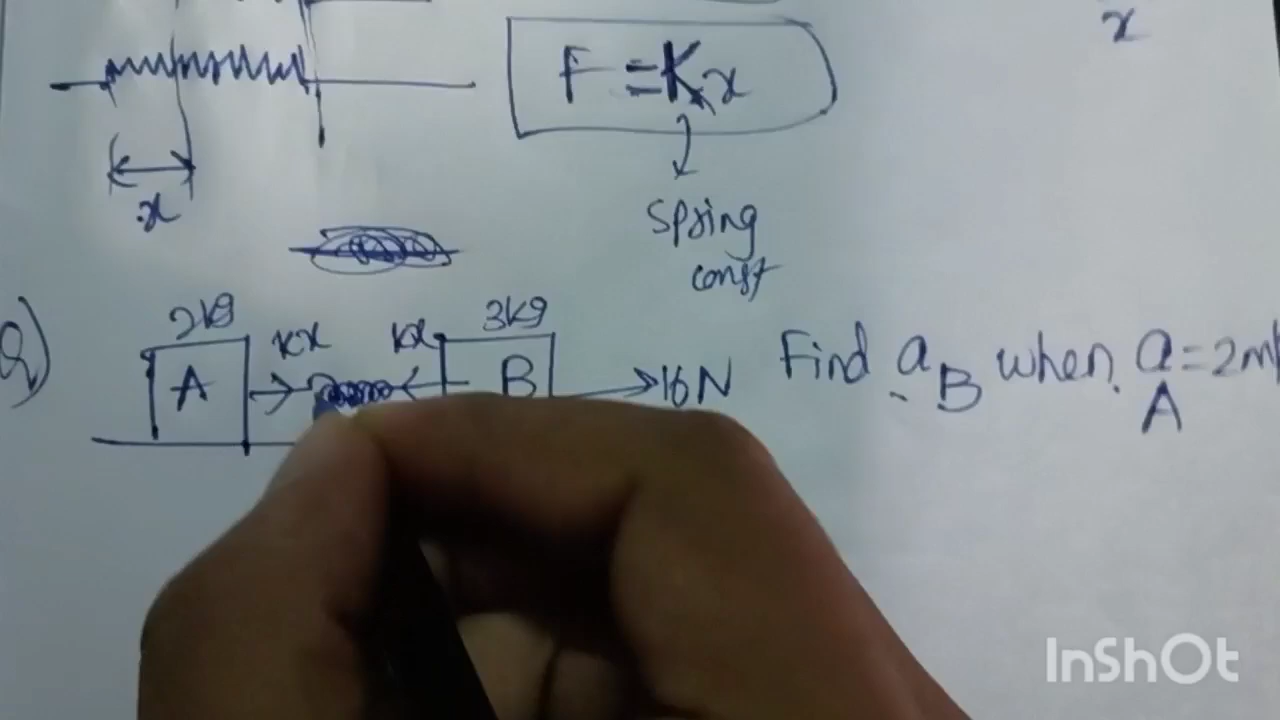 x
F = Kx
x
Spring
const
Q)
2kg
3kg
Kx
Kx
A
B
16N
Find a_B when a_A = 2m/
InShOt